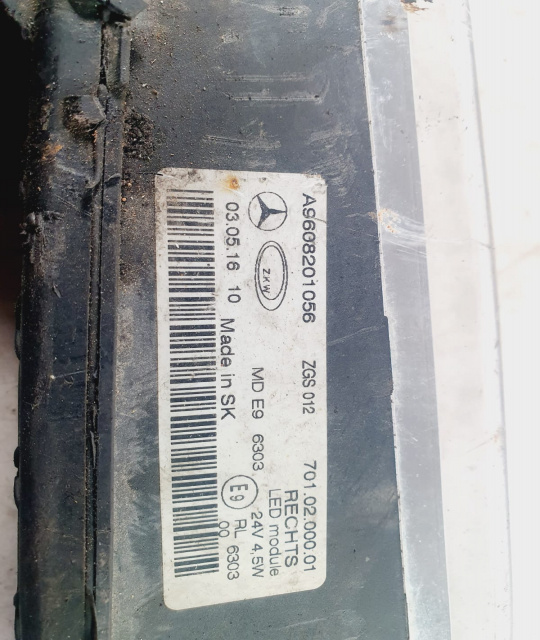 A9608201056 ZGS 012 701.02.000.01
RECHTS
LED module
ZKW MD E9 6303 24V 4,5W
03.05.16 10 Made in SK E9 RL 6303
00